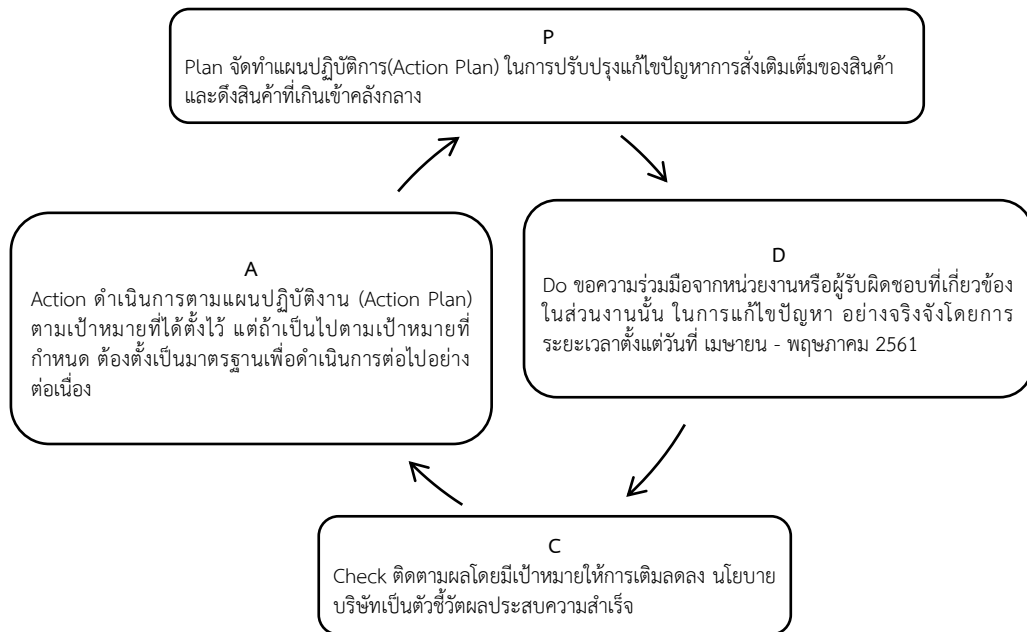 P
Plan จัดทำแผนปฏิบัติการ(Action Plan) ในการปรับปรุงแก้ไขปัญหาการสั่งเติมเต็มของสินค้า
และดึงสินค้าที่เกินเข้าคลังกลาง
D
Do ขอความร่วมมือจากหน่วยงานหรือผู้รับผิดชอบที่เกี่ยวข้อง
ในส่วนงานนั้น ในการแก้ไขปัญหา อย่างจริงจังโดยการ
ระยะเวลาตั้งแต่วันที่ เมษายน - พฤษภาคม 2561
C
Check ติดตามผลโดยมีเป้าหมายให้การเติมลดลง นโยบาย
บริษัทเป็นตัวชี้วัตผลประสบความสำเร็จ
A
Action ดำเนินการตามแผนปฏิบัติงาน (Action Plan)
ตามเป้าหมายที่ได้ตั้งไว้ แต่ถ้าเป็นไปตามเป้าหมายที่
กำหนด ต้องตั้งเป็นมาตรฐานเพื่อดำเนินการต่อไปอย่าง
ต่อเนื่อง